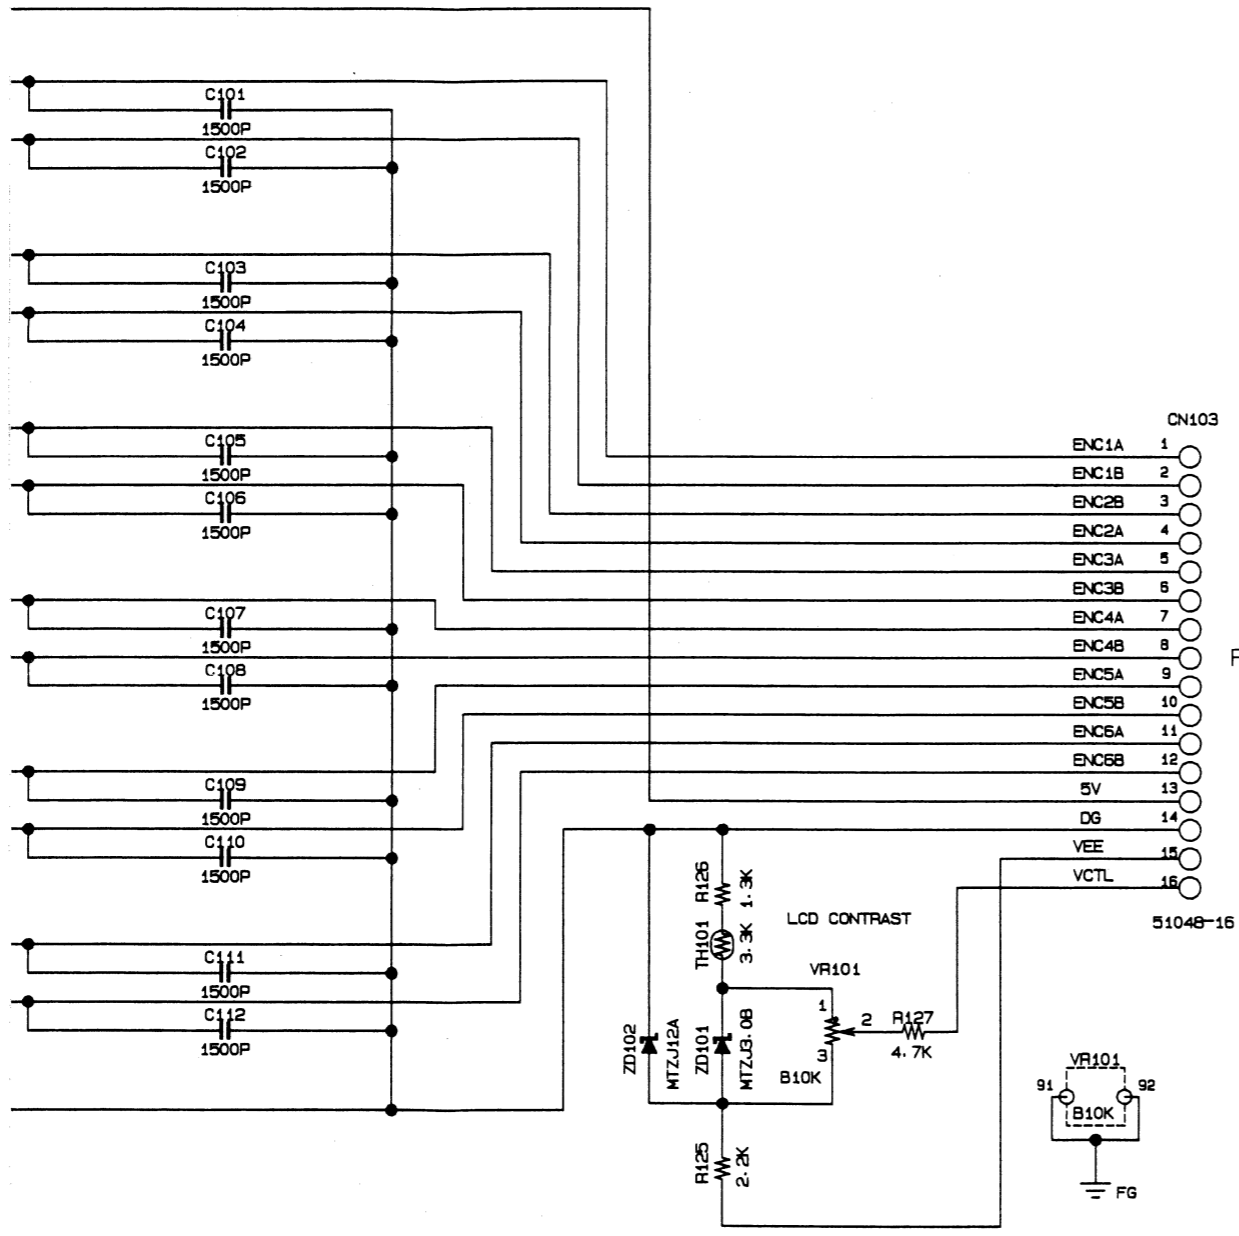 C101
1500P
C102
1500P
C103
1500P
C104
1500P
C105
1500P
C106
1500P
C107
1500P
C108
1500P
C109
1500P
C110
1500P
C111
1500P
C112
1500P
CN103
ENC1A 1
ENC1B 2
ENC2B 3
ENC2A 4
ENC3A 5
ENC3B 6
ENC4A 7
ENC4B 8
F
ENC5A 9
ENC5B 10
ENC6A 11
ENC6B 12
5V 13
DG 14
VEE 15
VCTL 16
51048-16
R126
1.3K
TH101
3.3K
LCD CONTRAST
VR101
1
2
3
B10K
R127
4.7K
ZD102
MTZJ12A
ZD101
MTZJ3.0B
R125
2.2K
VR101
91
92
B10K
FG